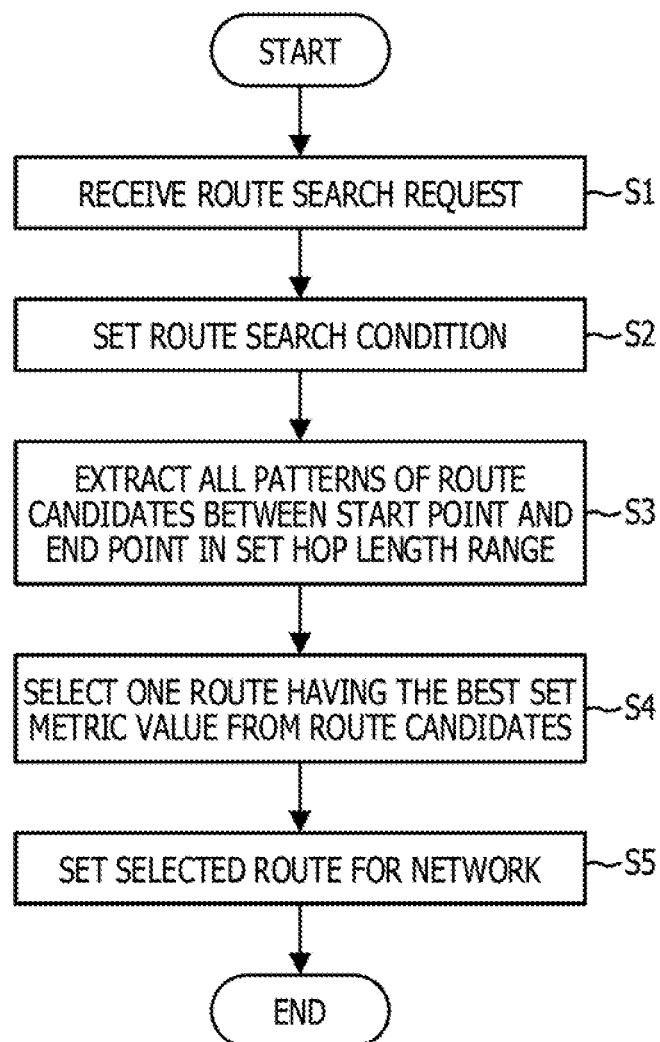 START
RECEIVE ROUTE SEARCH REQUEST
S1
SET ROUTE SEARCH CONDITION
S2
EXTRACT ALL PATTERNS OF ROUTE
CANDIDATES BETWEEN START POINT AND
END POINT IN SET HOP LENGTH RANGE
S3
SELECT ONE ROUTE HAVING THE BEST SET
METRIC VALUE FROM ROUTE CANDIDATES
S4
SET SELECTED ROUTE FOR NETWORK
S5
END